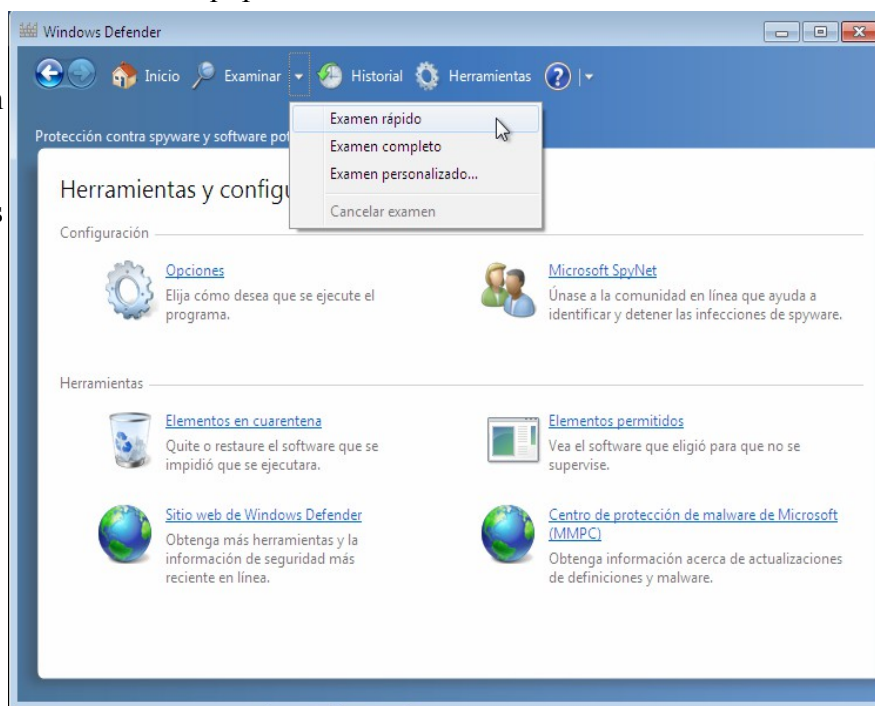 Windows Defender
Inicio Examinar Historial Herramientas
Examen rápido
Protección contra spyware y software pot
Examen completo
Examen personalizado...
Cancelar examen
Herramientas y config
Configuración
Opciones
Elija cómo desea que se ejecute el
programa.
Microsoft SpyNet
Únase a la comunidad en línea que ayuda a
identificar y detener las infecciones de spyware.
Herramientas
Elementos en cuarentena
Quite o restaure el software que se
impidió que se ejecutara.
Elementos permitidos
Vea el software que eligió para que no se
supervise.
Sitio web de Windows Defender
Obtenga más herramientas y la
información de seguridad más
reciente en línea.
Centro de protección de malware de Microsoft
(MMPC)
Obtenga información acerca de actualizaciones
de definiciones y malware.